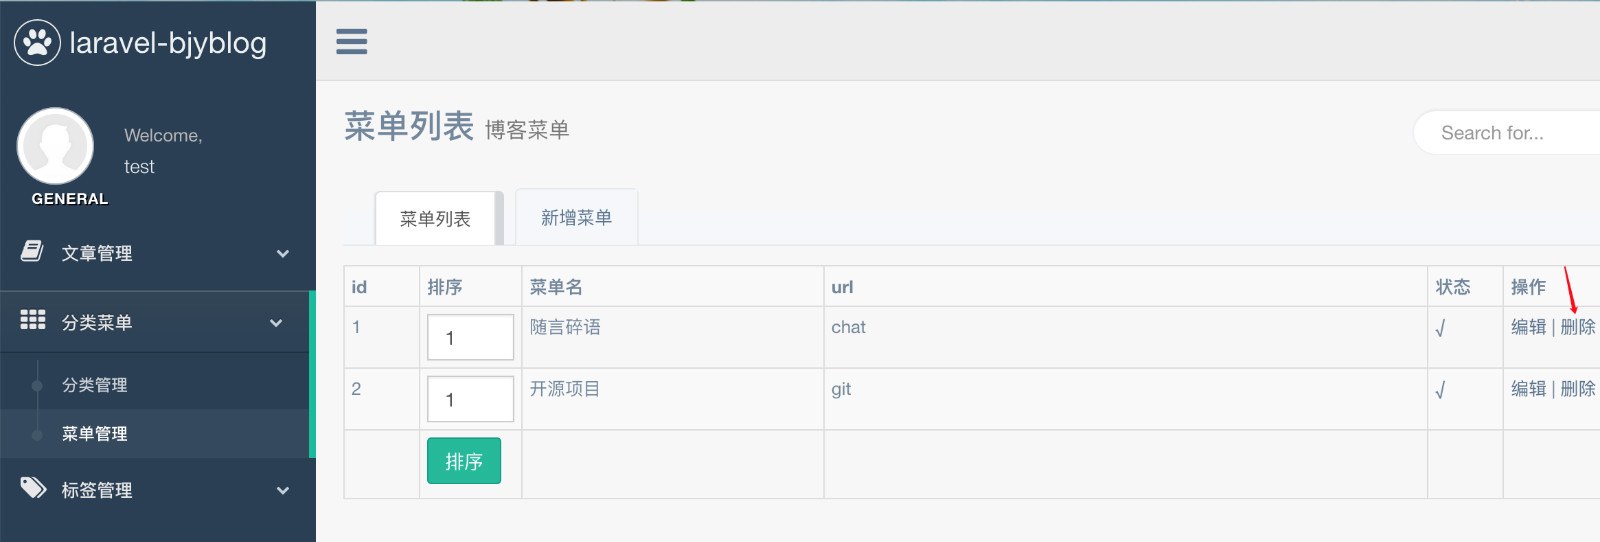 laravel-bjyblog
Welcome,
test
GENERAL
文章管理
分类菜单
分类管理
菜单管理
标签管理
菜单列表 博客菜单
Search for...
菜单列表 新增菜单
id 排序 菜单名 url 状态 操作
1 1 随言碎语 chat √ 编辑 | 删除
2 1 开源项目 git √ 编辑 | 删除
排序